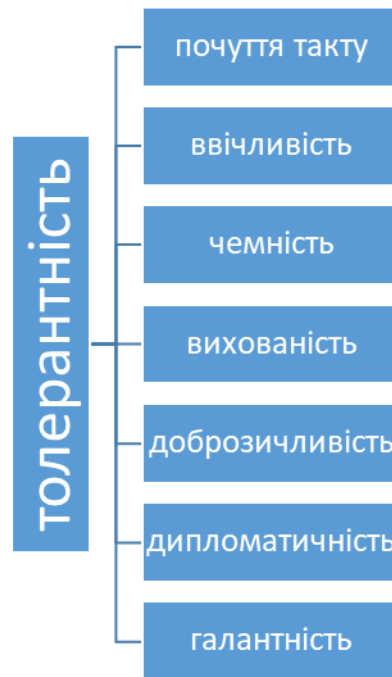 толерантність
почуття такту
ввічливість
чемність
вихованість
доброзичливість
дипломатичність
галантність